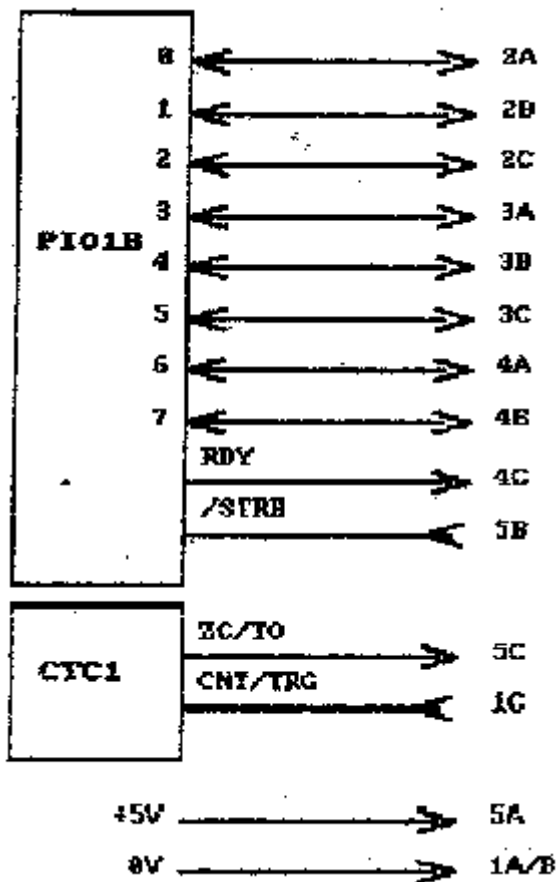 0 2A
1 2B
2 2C
3 3A
PIO1B
4 3B
5 3C
6 4A
7 4B
RDY
4C
/STRB
5B
ZC/TO
CTC1 5C
CNT/TRG
1C
+5V 5A
0V 1A/B